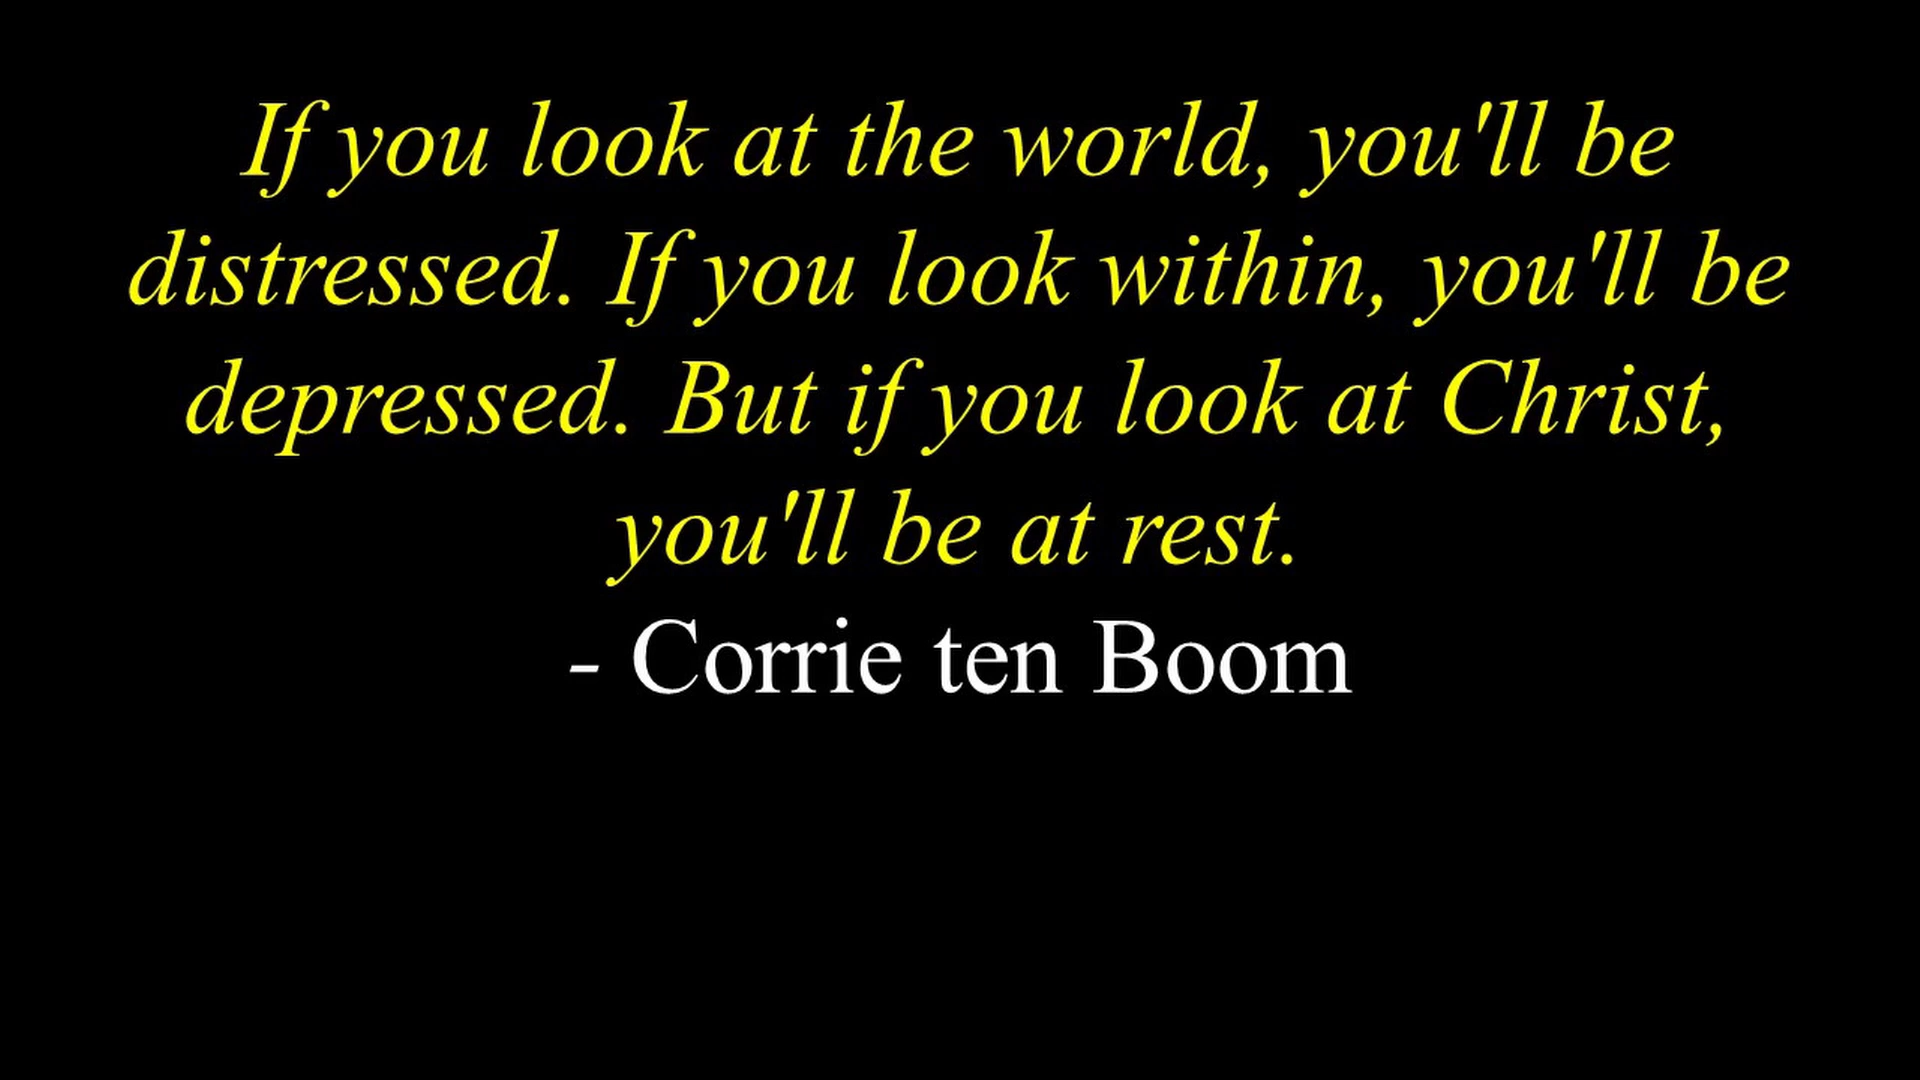 If you look at the world, you'll be
distressed. If you look within, you'll be
depressed. But if you look at Christ,
you'll be at rest.
- Corrie ten Boom